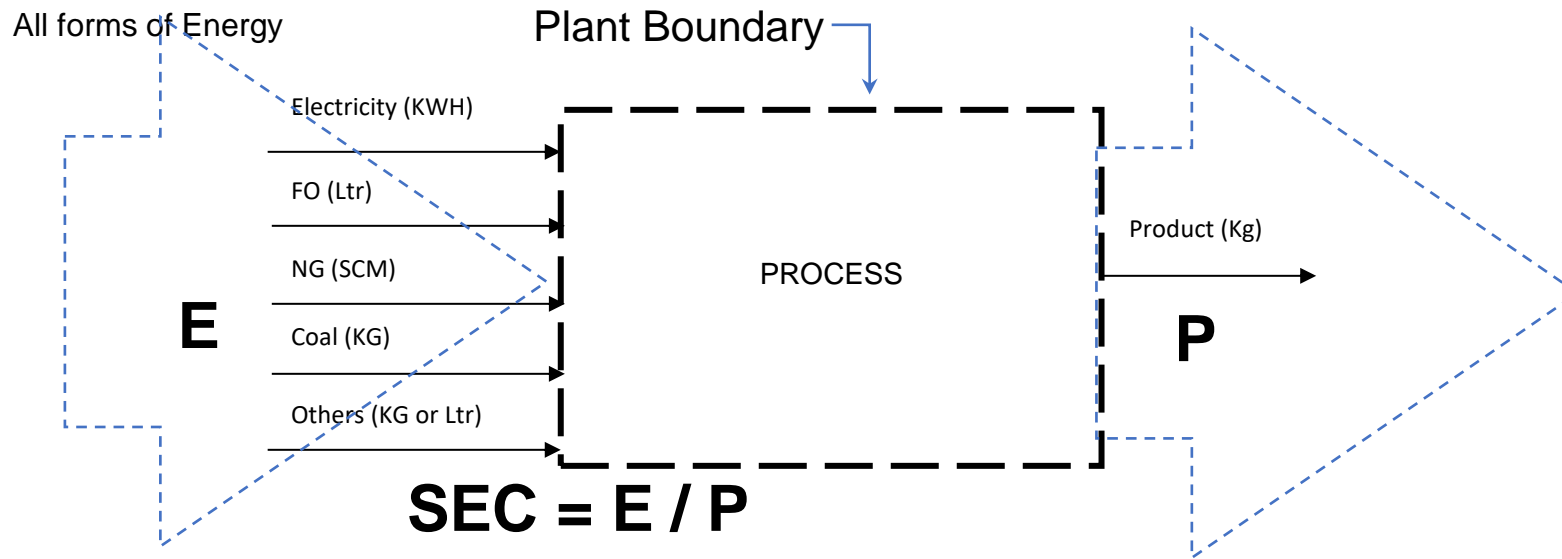 All forms of Energy
Plant Boundary
Electricity (KWH)
FO (Ltr)
NG (SCM)
Coal (KG)
Others (KG or Ltr)
E
PROCESS
Product (Kg)
P
SEC = E / P